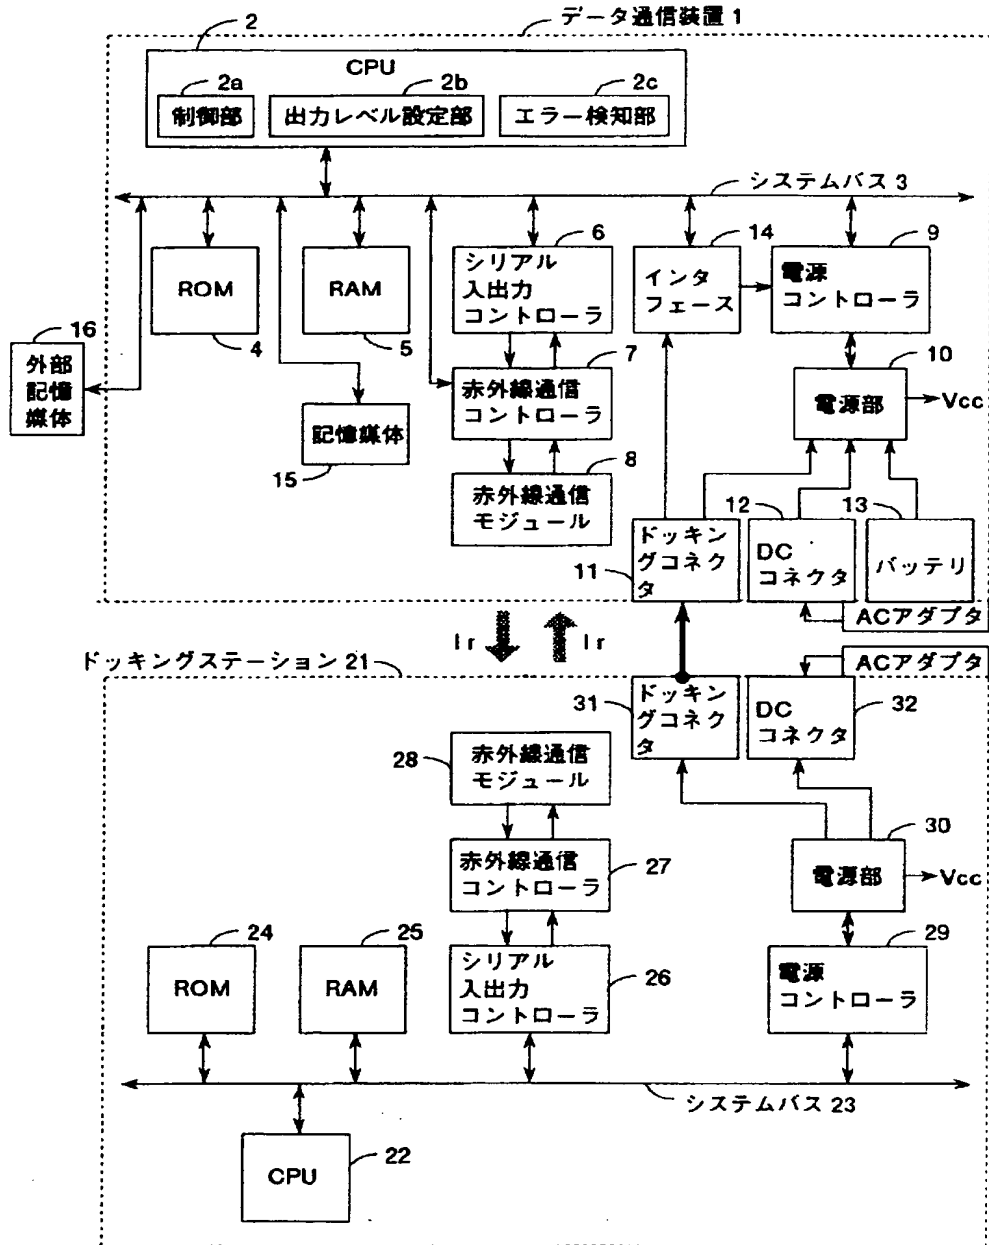 データ通信装置 1
2
CPU
2a
2b
2c
制御部
出力レベル設定部
エラー検知部
システムバス 3
6
14
9
ROM
RAM
シリアル
入出力
コントローラ
インタ
フェース
電源
コントローラ
16
4
5
7
10
外部
記憶
媒体
赤外線通信
コントローラ
電源部
Vcc
記憶媒体
15
8
赤外線通信
モジュール
12
13
ドッキン
グコネク
タ
DC
コネクタ
バッテリ
11
ACアダプタ
Ir
Ir
ドッキングステーション 21
ACアダプタ
31
ドッキン
グコネク
タ
DC
コネクタ
32
28
赤外線通信
モジュール
30
赤外線通信
コントローラ
27
電源部
Vcc
24
25
29
ROM
RAM
シリアル
入出力
コントローラ
26
電源
コントローラ
システムバス 23
CPU
22